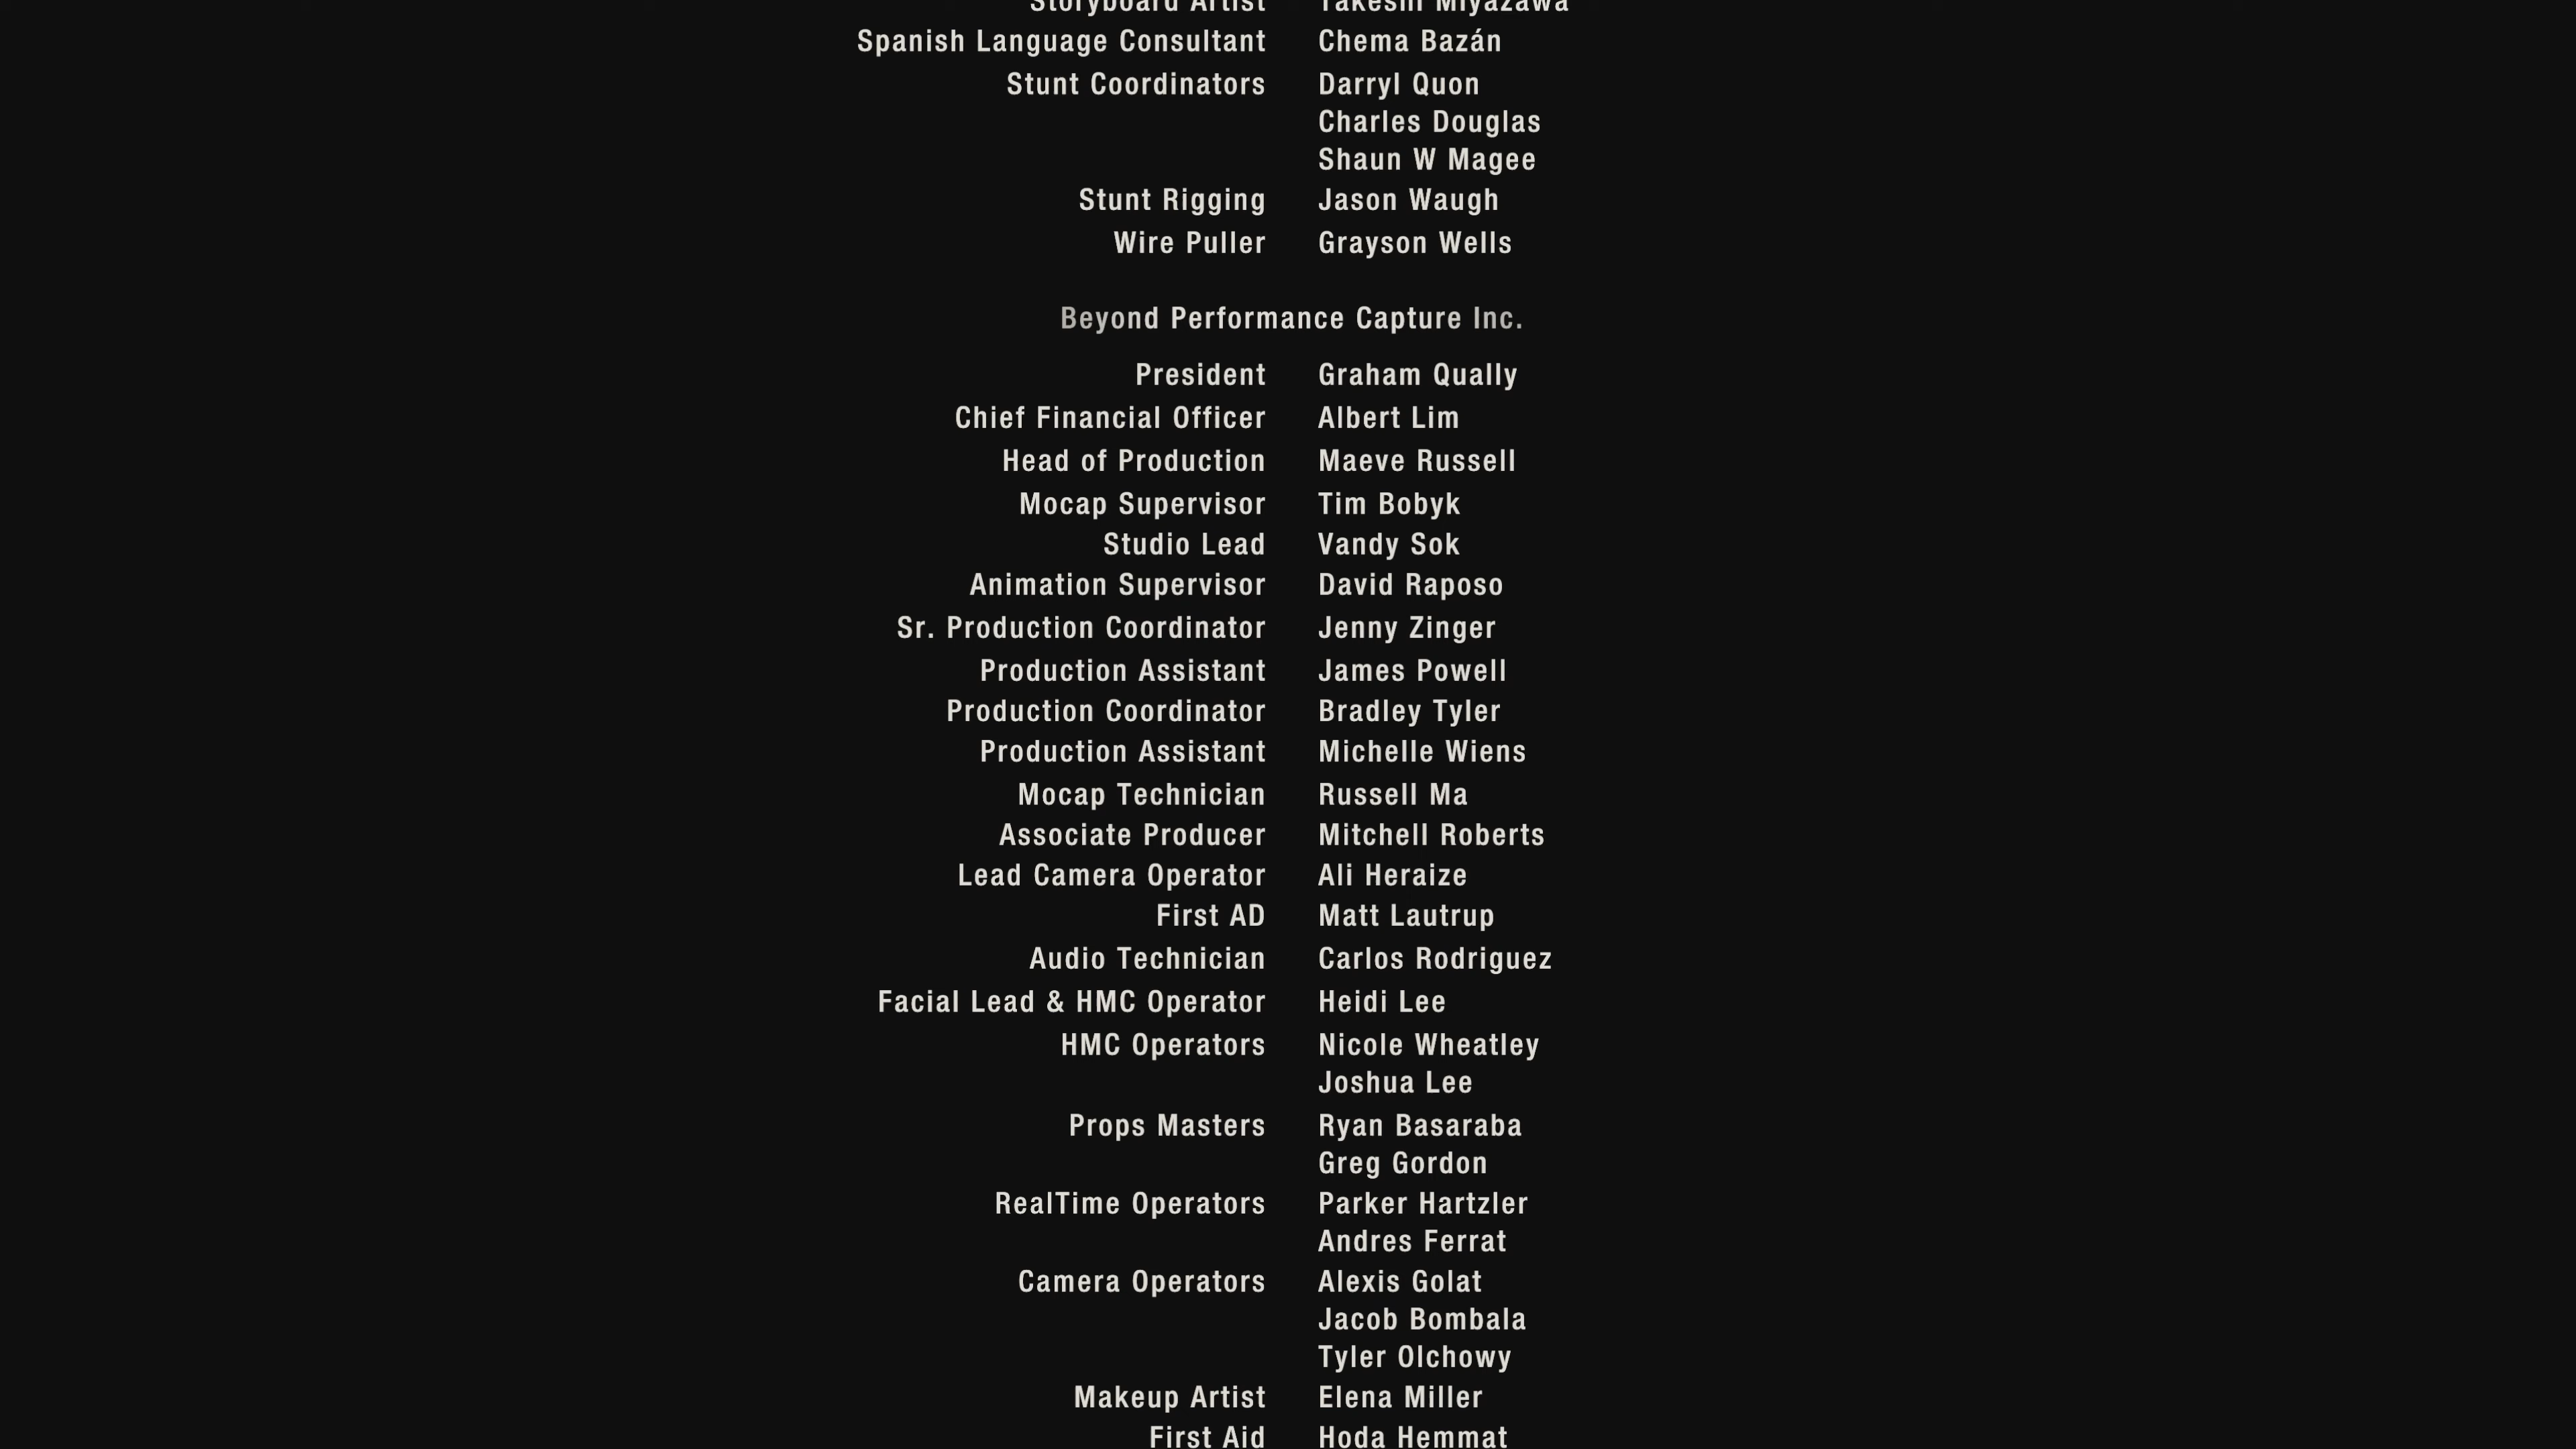 Storyboard Artist Takeshi Miyazawa
Spanish Language Consultant Chema Bazán
Stunt Coordinators Darryl Quon
Charles Douglas
Shaun W Magee
Stunt Rigging Jason Waugh
Wire Puller Grayson Wells
Beyond Performance Capture Inc.
President Graham Qually
Chief Financial Officer Albert Lim
Head of Production Maeve Russell
Mocap Supervisor Tim Bobyk
Studio Lead Vandy Sok
Animation Supervisor David Raposo
Sr. Production Coordinator Jenny Zinger
Production Assistant James Powell
Production Coordinator Bradley Tyler
Production Assistant Michelle Wiens
Mocap Technician Russell Ma
Associate Producer Mitchell Roberts
Lead Camera Operator Ali Heraize
First AD Matt Lautrup
Audio Technician Carlos Rodriguez
Facial Lead & HMC Operator Heidi Lee
HMC Operators Nicole Wheatley
Joshua Lee
Props Masters Ryan Basaraba
Greg Gordon
RealTime Operators Parker Hartzler
Andres Ferrat
Camera Operators Alexis Golat
Jacob Bombala
Tyler Olchowy
Makeup Artist Elena Miller
First Aid Hoda Hemmat